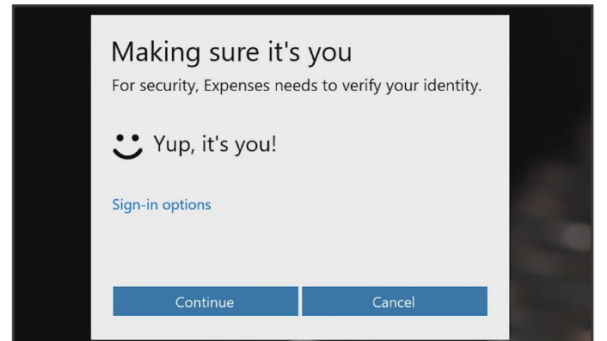 Making sure it's you
For security, Expenses needs to verify your identity.
Yup, it's you!
Sign-in options
Continue
Cancel